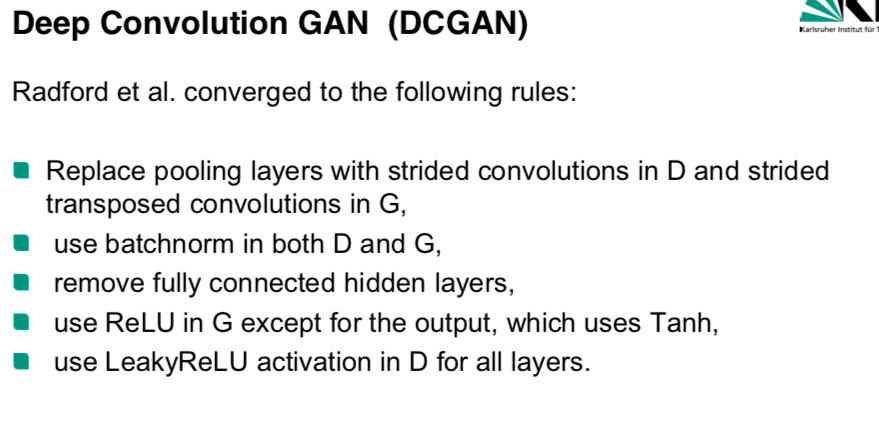 Deep Convolution GAN (DCGAN)
Karlsruher Institut für
Radford et al. converged to the following rules:
Replace pooling layers with strided convolutions in D and strided
transposed convolutions in G,
use batchnorm in both D and G,
remove fully connected hidden layers,
use ReLU in G except for the output, which uses Tanh,
use LeakyReLU activation in D for all layers.